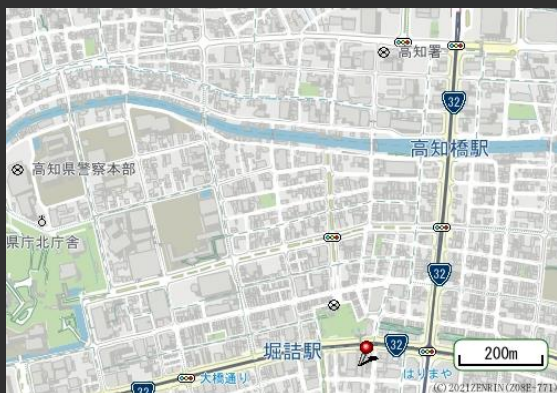 高知署
32
高知橋駅
高知県警察本部
県庁北庁舎
32
堀詰駅
32
はりまや
大橋通り
32
200m
(C)2021ZENRIN(Z08E-771)